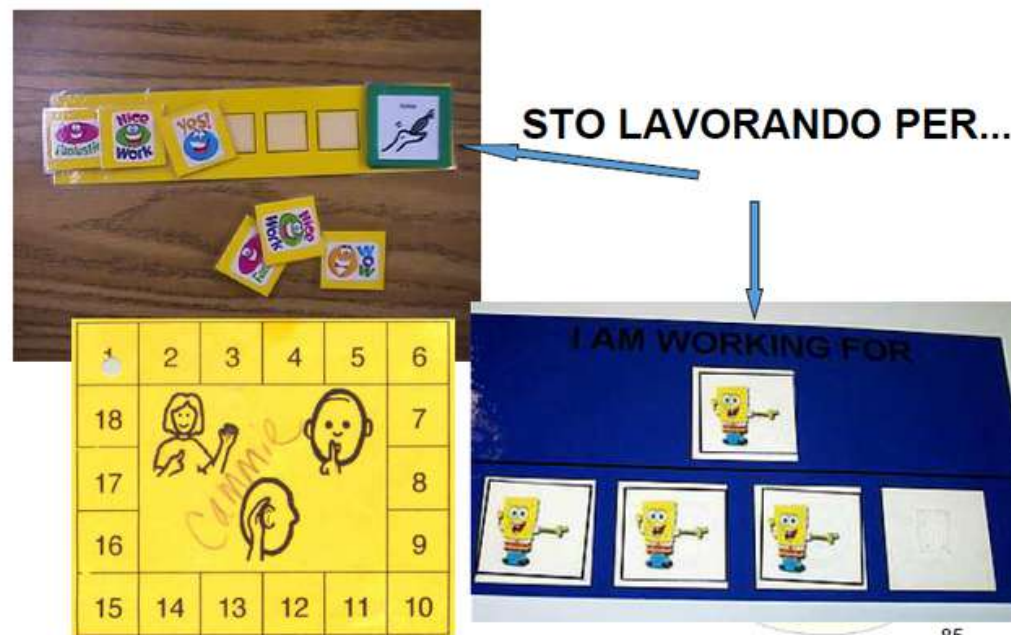 STO LAVORANDO PER...
Fantastic
Nice
Work
YES!
Nice
Work
WOW
I AM WORKING FOR
1 2 3 4 5 6
18 7
Cammie
17 8
16 9
15 14 13 12 11 10
85